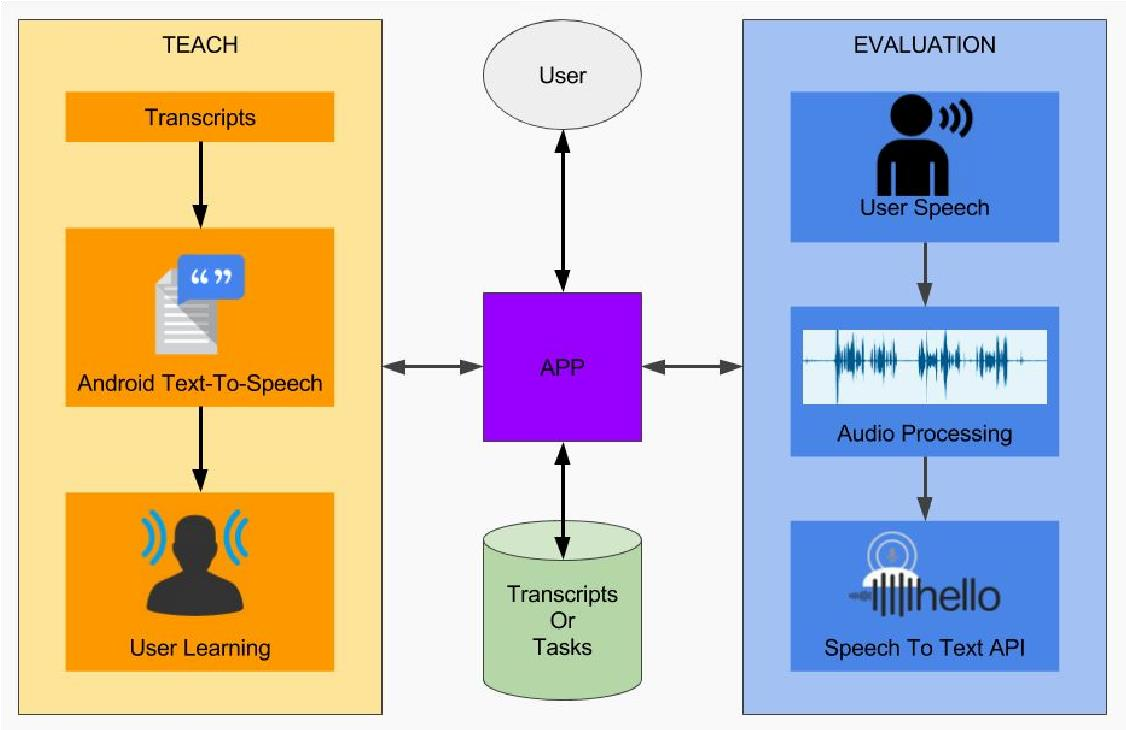 TEACH
Transcripts
“ ”
Android Text-To-Speech
User Learning
User
APP
Transcripts
Or
Tasks
EVALUATION
User Speech
Audio Processing
hello
Speech To Text API